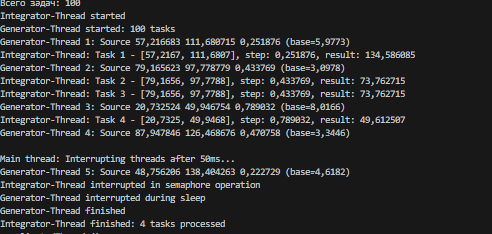 Всего задач: 100
Integrator-Thread started
Generator-Thread started: 100 tasks
Generator-Thread 1: Source 57,216683 111,680715 0,251876 (base=5,9773)
Integrator-Thread: Task 1 - [57,2167, 111,6807], step: 0,251876, result: 134,586085
Generator-Thread 2: Source 79,165623 97,778779 0,433769 (base=3,0978)
Integrator-Thread: Task 2 - [79,1656, 97,7788], step: 0,433769, result: 73,762715
Integrator-Thread: Task 3 - [79,1656, 97,7788], step: 0,433769, result: 73,762715
Generator-Thread 3: Source 20,732524 49,946754 0,789032 (base=8,0166)
Integrator-Thread: Task 4 - [20,7325, 49,9468], step: 0,789032, result: 49,612507
Generator-Thread 4: Source 87,947846 126,468676 0,470758 (base=3,3446)
Main thread: Interrupting threads after 50ms...
Generator-Thread 5: Source 48,756206 138,404263 0,222729 (base=4,6182)
Integrator-Thread interrupted in semaphore operation
Generator-Thread interrupted during sleep
Generator-Thread finished
Integrator-Thread finished: 4 tasks processed